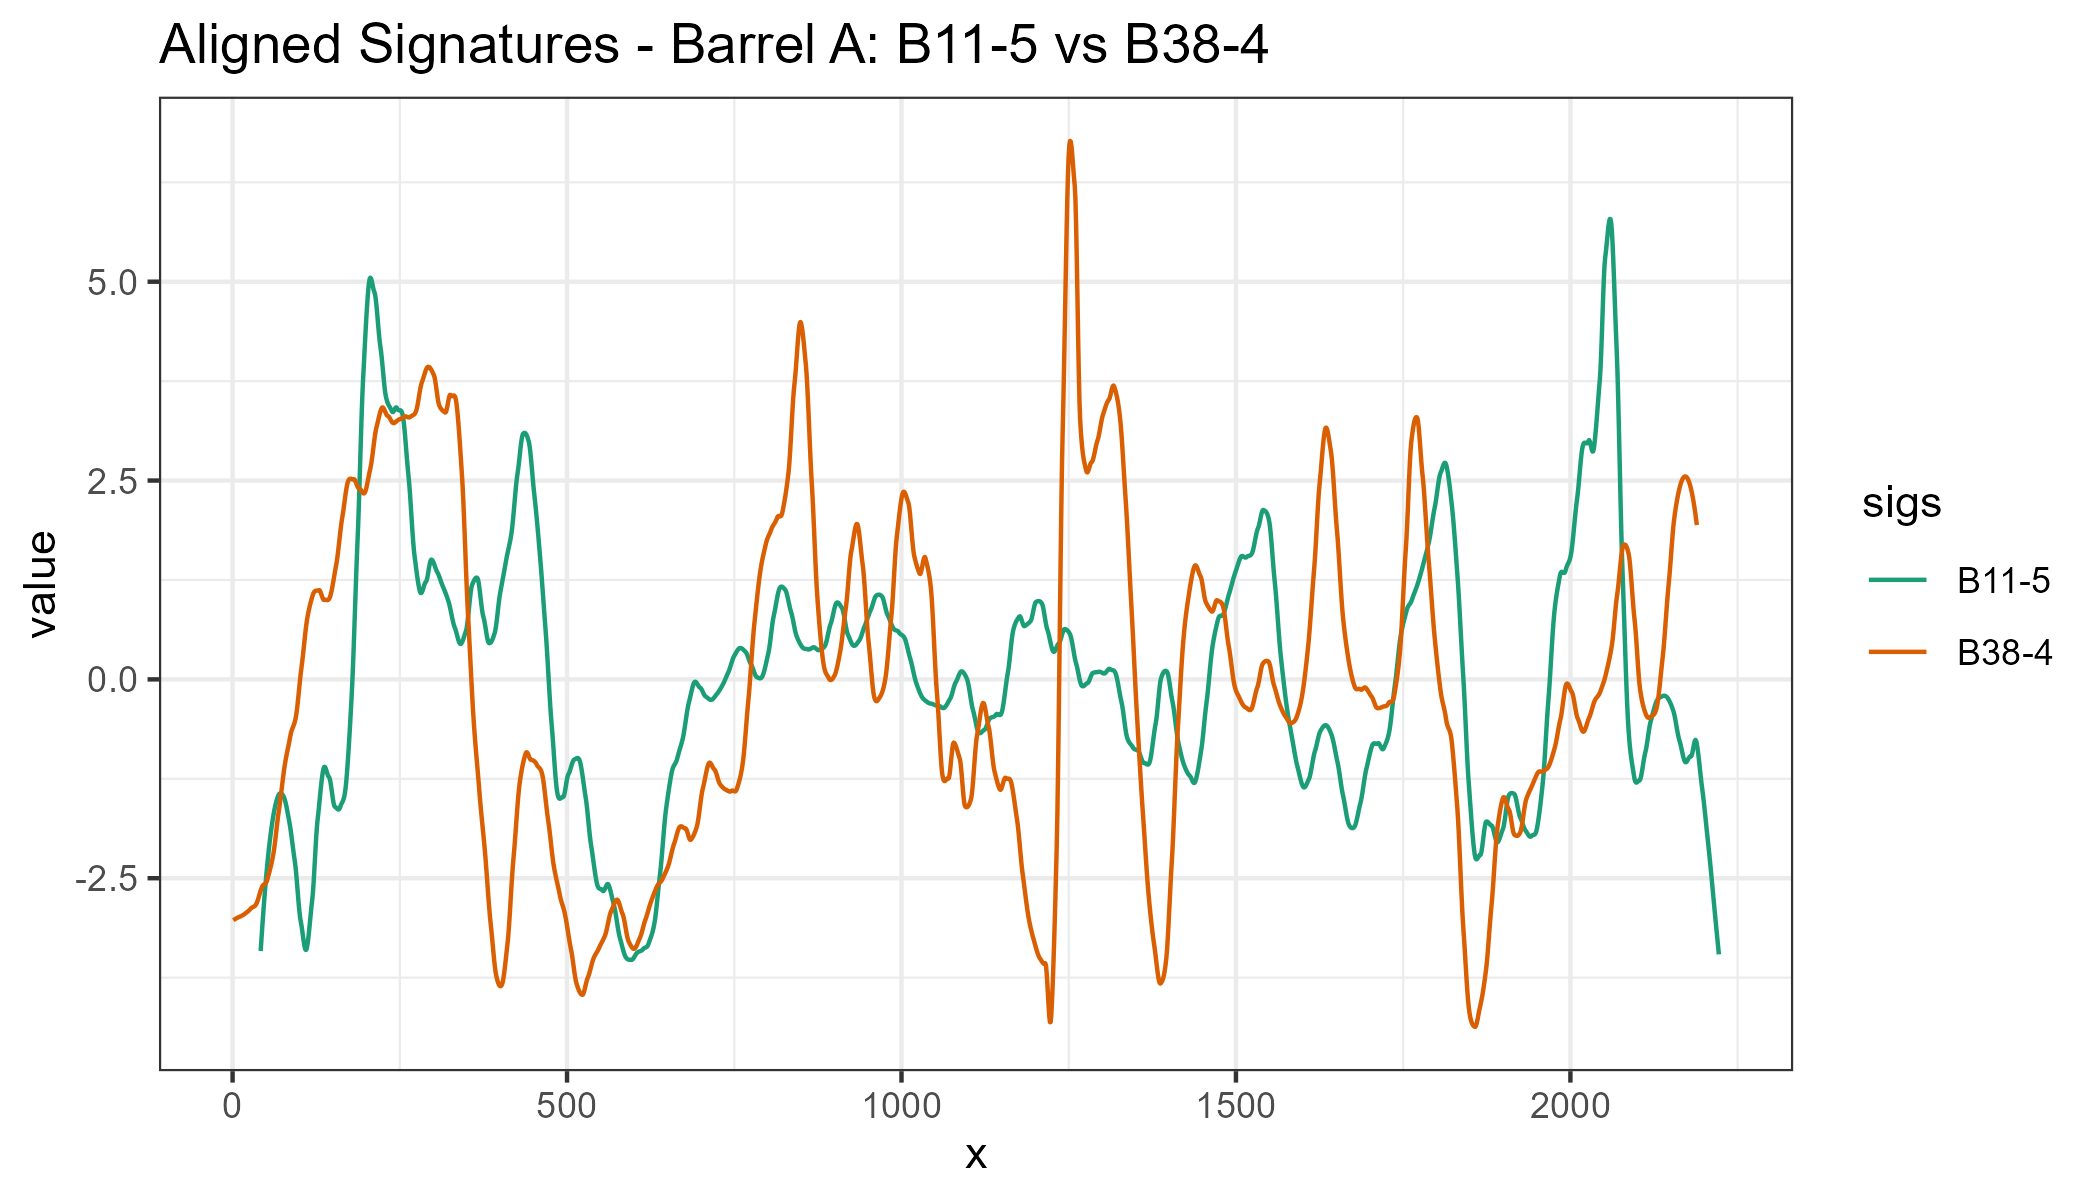 Aligned Signatures - Barrel A: B11-5 vs B38-4
value
5.0
2.5
0.0
-2.5
0 500 1000 1500 2000
x
sigs
B11-5
B38-4